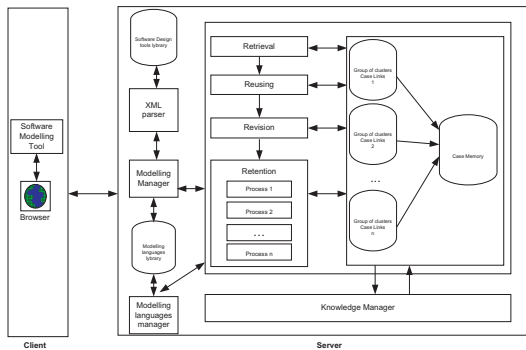 Software Modelling Tool
Browser
Client
Software Design
tools lybrary
XML
parser
Modelling
Manager
Modelling
languages
lybrary
Modelling
languages
manager
Retrieval
Reusing
Revision
Retention
Process 1
Process 2
...
Process n
Group of clusters
Case Links
1
Group of clusters
Case Links
2
...
Group of clusters
Case Links
n
Case Memory
Knowledge Manager
Server